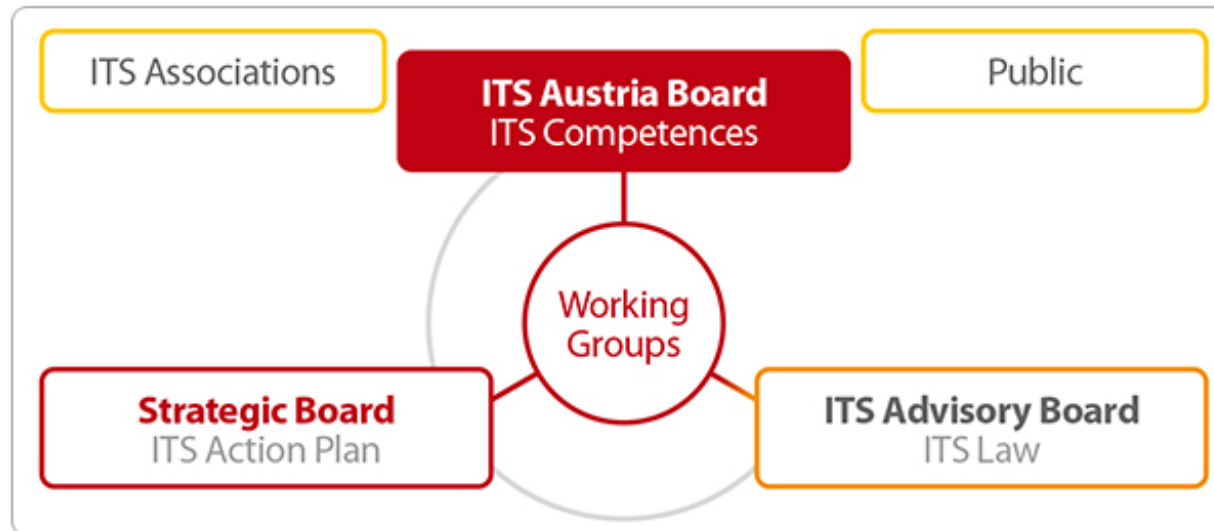 ITS Associations
ITS Austria Board
ITS Competences
Public
Working
Groups
Strategic Board
ITS Action Plan
ITS Advisory Board
ITS Law